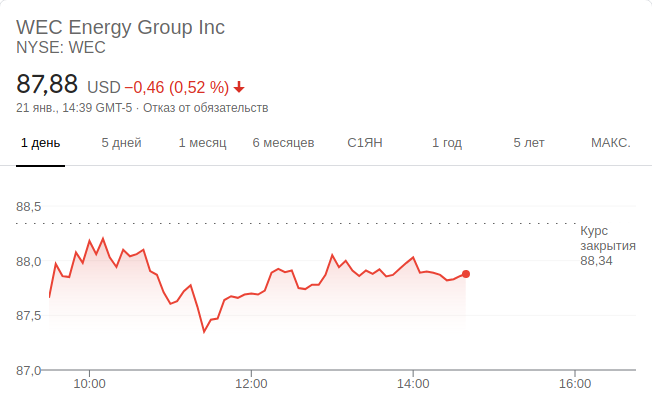 WEC Energy Group Inc
NYSE: WEC
87,88 USD −0,46 (0,52 %)
21 янв., 14:39 GMT-5 · Отказ от обязательств
1 день 5 дней 1 месяц 6 месяцев С1ЯН 1 год 5 лет МАКС.
88,5
Курс
закрытия
88,34
88,0
87,5
87,0
10:00 12:00 14:00 16:00